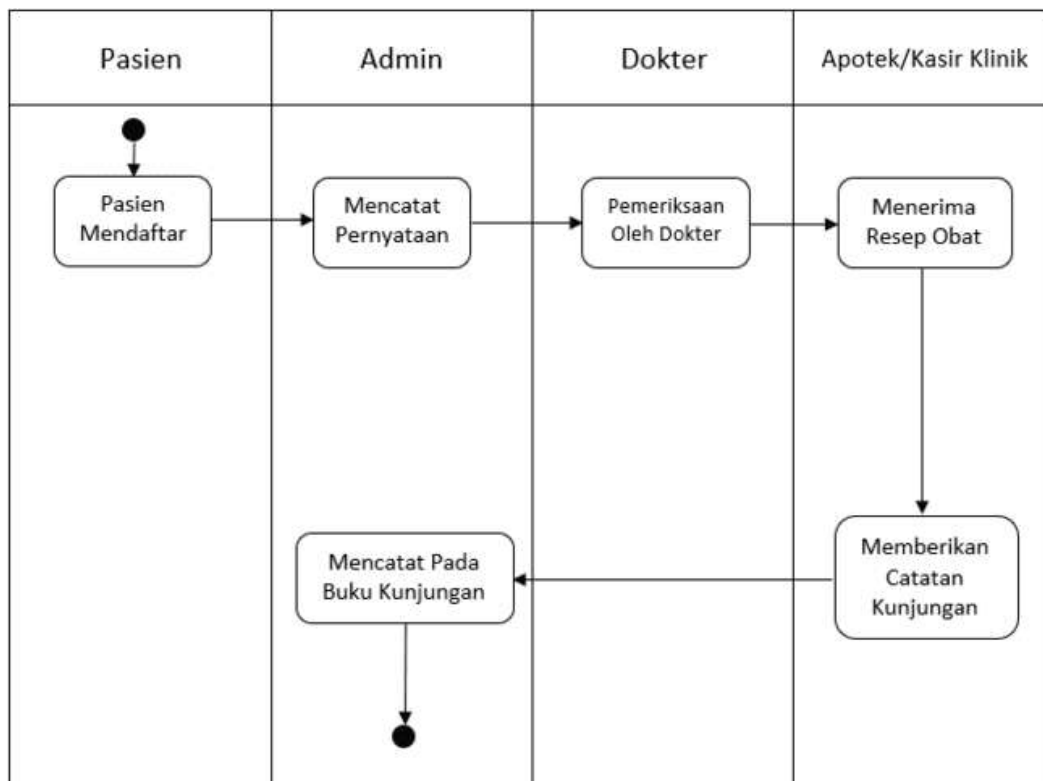 Pasien
Admin
Dokter
Apotek/Kasir Klinik
Pasien
Mendaftar
Mencatat
Pernyataan
Pemeriksaan
Oleh Dokter
Menerima
Resep Obat
Mencatat Pada
Buku Kunjungan
Memberikan
Catatan
Kunjungan